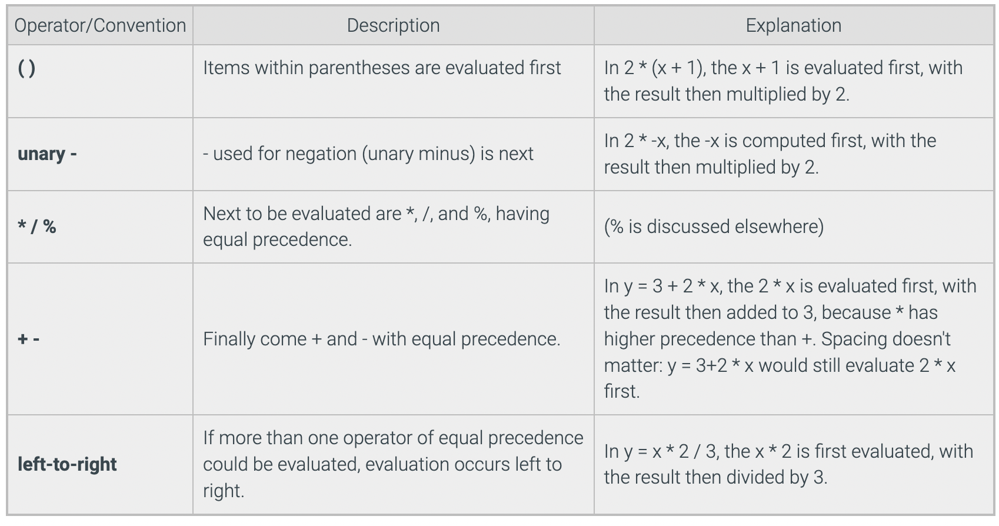 Operator/Convention Description Explanation
( ) Items within parentheses are evaluated first In 2 * (x + 1), the x + 1 is evaluated first, with
the result then multiplied by 2.
unary - - used for negation (unary minus) is next In 2 * -x, the -x is computed first, with the
result then multiplied by 2.
* / % Next to be evaluated are *, /, and %, having
equal precedence.
(% is discussed elsewhere)
+ - Finally come + and - with equal precedence.
In y = 3 + 2 * x, the 2 * x is evaluated first, with
the result then added to 3, because * has
higher precedence than +. Spacing doesn't
matter: y = 3+2 * x would still evaluate 2 * x
first.
left-to-right
If more than one operator of equal precedence
could be evaluated, evaluation occurs left to
right.
In y = x * 2 / 3, the x * 2 is first evaluated, with
the result then divided by 3.